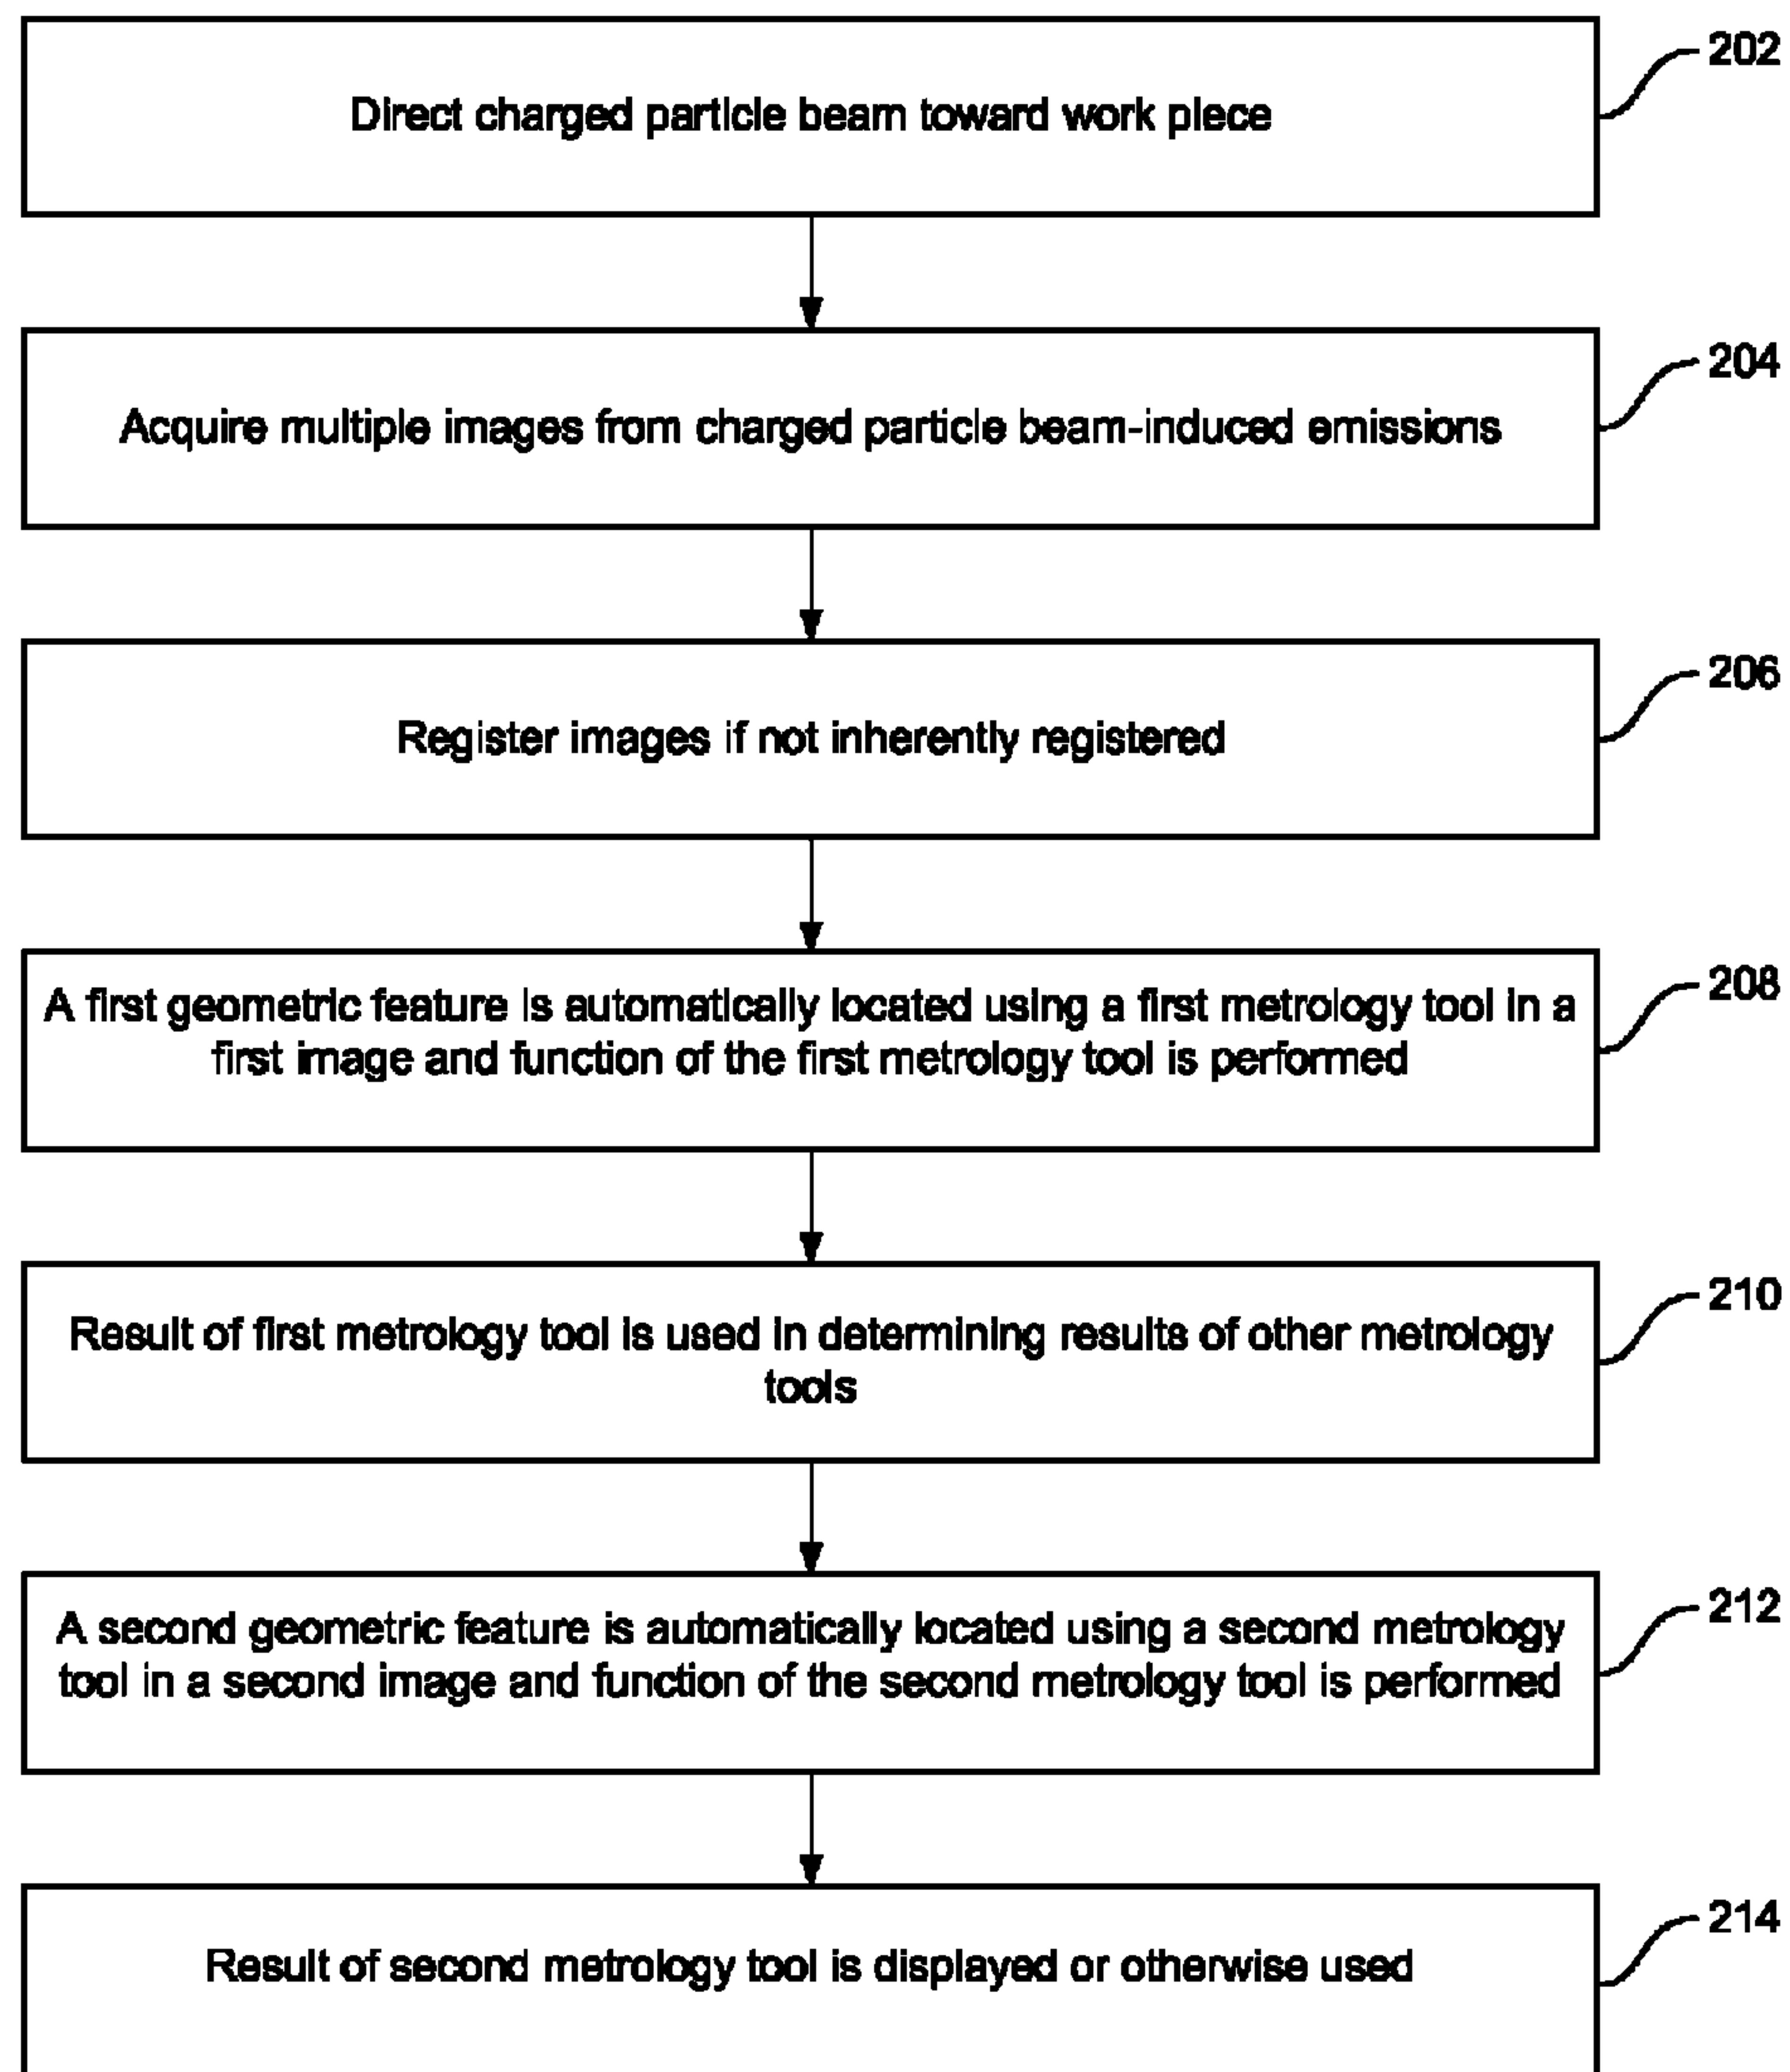 Direct charged particle beam toward work piece
202
Acquire multiple images from charged particle beam-induced emissions
204
Register images if not inherently registered
206
A first geometric feature is automatically located using a first metrology tool in a
first image and function of the first metrology tool is performed
208
Result of first metrology tool is used in determining results of other metrology
tools
210
A second geometric feature is automatically located using a second metrology
tool in a second image and function of the second metrology tool is performed
212
Result of second metrology tool is displayed or otherwise used
214